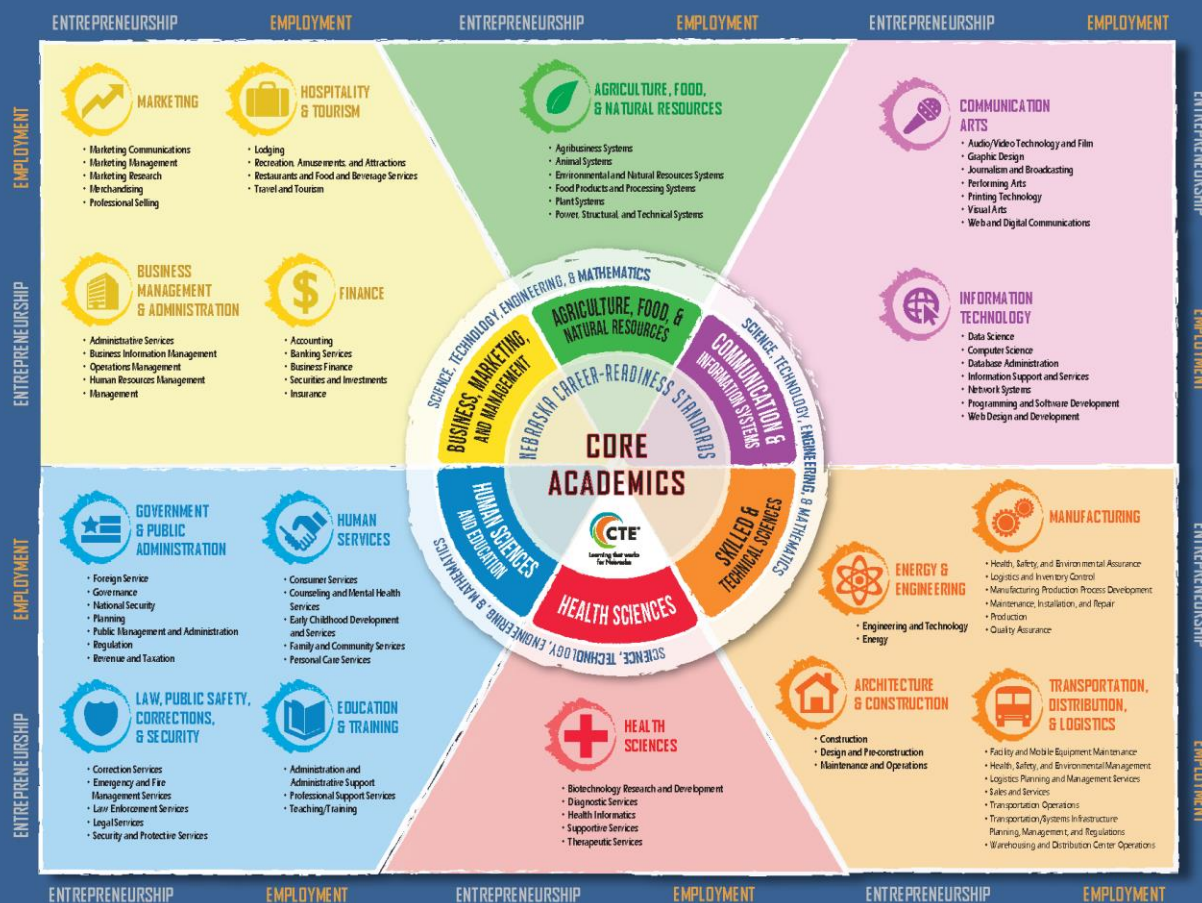 ENTREPRENEURSHIP
EMPLOYMENT
ENTREPRENEURSHIP
EMPLOYMENT
ENTREPRENEURSHIP
EMPLOYMENT
EMPLOYMENT
ENTREPRENEURSHIP
EMPLOYMENT
ENTREPRENEURSHIP
MARKETING
• Marketing Communications
• Marketing Management
• Marketing Research
• Merchandising
• Professional Selling
HOSPITALITY
& TOURISM
• Lodging
• Recreation, Amusements, and Attractions
• Restaurants and Food and Beverage Services
• Travel and Tourism
BUSINESS
MANAGEMENT
& ADMINISTRATION
• Administrative Services
• Business Information Management
• Operations Management
• Human Resources Management
• Management
$
FINANCE
• Accounting
• Banking Services
• Business Finance
• Securities and Investments
• Insurance
AGRICULTURE, FOOD,
& NATURAL RESOURCES
• Agribusiness Systems
• Animal Systems
• Environmental and Natural Resources Systems
• Food Products and Processing Systems
• Plant Systems
• Power, Structural, and Technical Systems
COMMUNICATION
ARTS
• Audio/Video Technology and Film
• Graphic Design
• Journalism and Broadcasting
• Performing Arts
• Printing Technology
• Visual Arts
• Web and Digital Communications
INFORMATION
TECHNOLOGY
• Data Science
• Computer Science
• Database Administration
• Information Support and Services
• Network Systems
• Programming and Software Development
• Web Design and Development
SCIENCE, TECHNOLOGY, ENGINEERING, & MATHEMATICS
SCIENCE, TECHNOLOGY, ENGINEERING, & MATHEMATICS
SCIENCE, TECHNOLOGY, ENGINEERING, & MATHEMATICS
AGRICULTURE, FOOD, &
NATURAL RESOURCES
COMMUNICATION &
INFORMATION SYSTEMS
SKILLED &
TECHNICAL SCIENCES
HEALTH SCIENCES
HUMAN SCIENCES
AND EDUCATION
BUSINESS, MARKETING,
AND MANAGEMENT
NEBRASKA CAREER-READINESS STANDARDS
CORE
ACADEMICS
CTE®
Learning that works
for Nebraska
GOVERNMENT
& PUBLIC
ADMINISTRATION
• Foreign Service
• Governance
• National Security
• Planning
• Public Management and Administration
• Regulation
• Revenue and Taxation
HUMAN
SERVICES
• Consumer Services
• Counseling and Mental Health
Services
• Early Childhood Development
and Services
• Family and Community Services
• Personal Care Services
LAW, PUBLIC SAFETY,
CORRECTIONS,
& SECURITY
• Correction Services
• Emergency and Fire
Management Services
• Law Enforcement Services
• Legal Services
• Security and Protective Services
EDUCATION
& TRAINING
• Administration and
Administrative Support
• Professional Support Services
• Teaching/Training
HEALTH
SCIENCES
• Biotechnology Research and Development
• Diagnostic Services
• Health Informatics
• Supportive Services
• Therapeutic Services
ENERGY &
ENGINEERING
• Engineering and Technology
• Energy
MANUFACTURING
• Health, Safety, and Environmental Assurance
• Logistics and Inventory Control
• Manufacturing Production Process Development
• Maintenance, Installation, and Repair
• Production
• Quality Assurance
ARCHITECTURE
& CONSTRUCTION
• Construction
• Design and Pre-construction
• Maintenance and Operations
TRANSPORTATION,
DISTRIBUTION,
& LOGISTICS
• Facility and Mobile Equipment Maintenance
• Health, Safety, and Environmental Management
• Logistics Planning and Management Services
• Sales and Services
• Transportation Operations
• Transportation/Systems Infrastructure
Planning, Management, and Regulations
• Warehousing and Distribution Center Operations
ENTREPRENEURSHIP
EMPLOYMENT
ENTREPRENEURSHIP
EMPLOYMENT
ENTREPRENEURSHIP
EMPLOYMENT
ENTREPRENEURSHIP
EMPLOYMENT
ENTREPRENEURSHIP
EMPLOYMENT